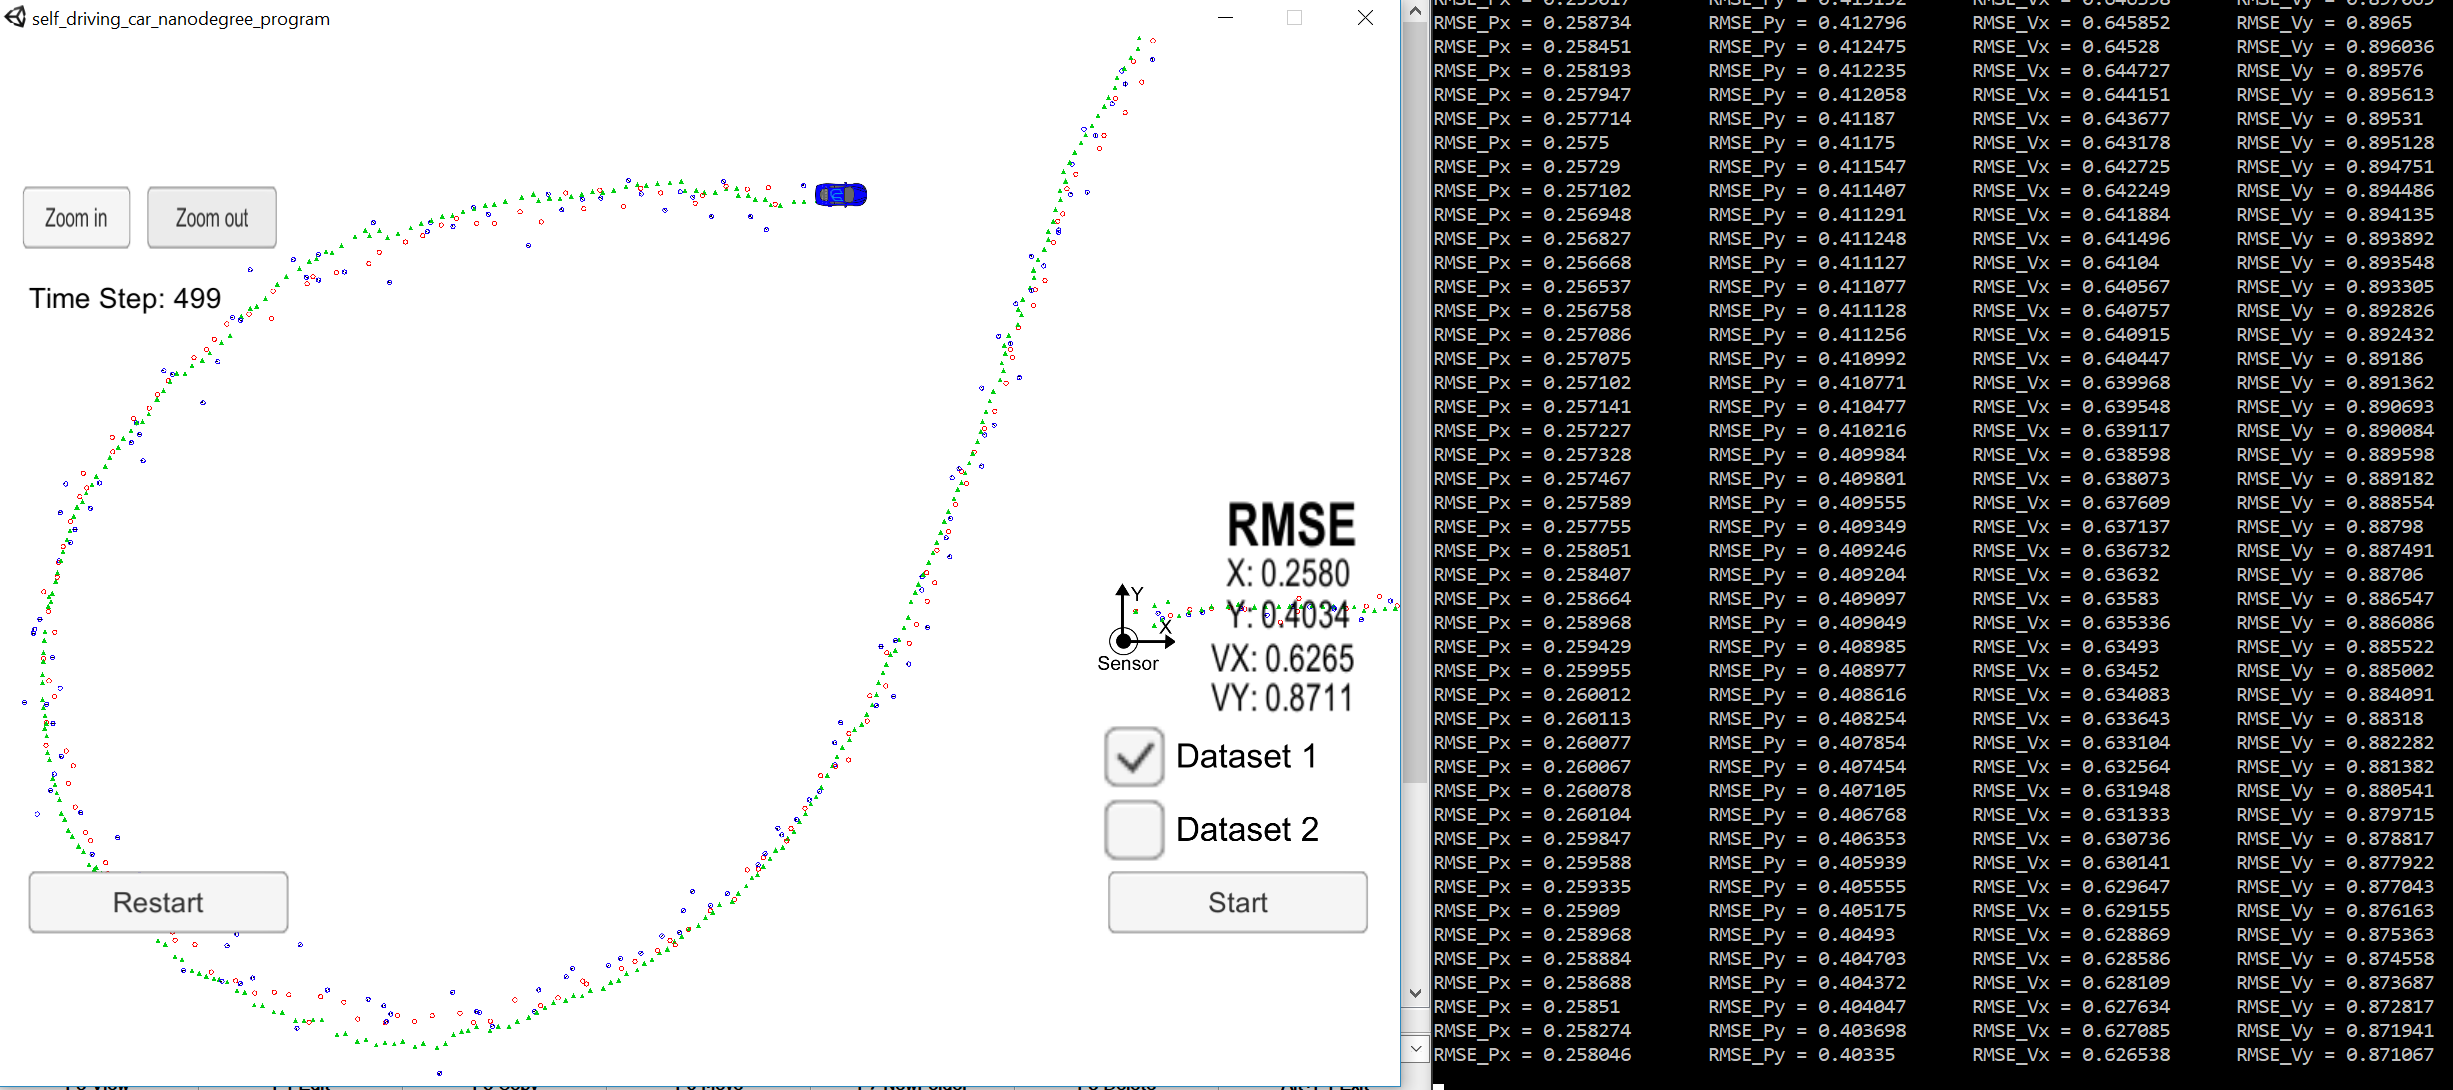 self_driving_car_nanodegree_program
Zoom in
Zoom out
Time Step: 499
RMSE
X: 0.2580
Y: 0.4034
VX: 0.6265
VY: 0.8711
Y
X
Sensor
Dataset 1
Dataset 2
Restart
Start
RMSE_Px = 0.258734 RMSE_Py = 0.412796 RMSE_Vx = 0.645852 RMSE_Vy = 0.8965
RMSE_Px = 0.258451 RMSE_Py = 0.412475 RMSE_Vx = 0.64528 RMSE_Vy = 0.896036
RMSE_Px = 0.258193 RMSE_Py = 0.412235 RMSE_Vx = 0.644727 RMSE_Vy = 0.89576
RMSE_Px = 0.257947 RMSE_Py = 0.412058 RMSE_Vx = 0.644151 RMSE_Vy = 0.895613
RMSE_Px = 0.257714 RMSE_Py = 0.41187 RMSE_Vx = 0.643677 RMSE_Vy = 0.89531
RMSE_Px = 0.2575 RMSE_Py = 0.41175 RMSE_Vx = 0.643178 RMSE_Vy = 0.895128
RMSE_Px = 0.25729 RMSE_Py = 0.411547 RMSE_Vx = 0.642725 RMSE_Vy = 0.894751
RMSE_Px = 0.257102 RMSE_Py = 0.411407 RMSE_Vx = 0.642249 RMSE_Vy = 0.894486
RMSE_Px = 0.256948 RMSE_Py = 0.411291 RMSE_Vx = 0.641884 RMSE_Vy = 0.894135
RMSE_Px = 0.256827 RMSE_Py = 0.411248 RMSE_Vx = 0.641496 RMSE_Vy = 0.893892
RMSE_Px = 0.256668 RMSE_Py = 0.411127 RMSE_Vx = 0.64104 RMSE_Vy = 0.893548
RMSE_Px = 0.256537 RMSE_Py = 0.411077 RMSE_Vx = 0.640567 RMSE_Vy = 0.893305
RMSE_Px = 0.256758 RMSE_Py = 0.411128 RMSE_Vx = 0.640757 RMSE_Vy = 0.892826
RMSE_Px = 0.257086 RMSE_Py = 0.411256 RMSE_Vx = 0.640915 RMSE_Vy = 0.892432
RMSE_Px = 0.257075 RMSE_Py = 0.410992 RMSE_Vx = 0.640447 RMSE_Vy = 0.89186
RMSE_Px = 0.257102 RMSE_Py = 0.410771 RMSE_Vx = 0.639968 RMSE_Vy = 0.891362
RMSE_Px = 0.257141 RMSE_Py = 0.410477 RMSE_Vx = 0.639548 RMSE_Vy = 0.890693
RMSE_Px = 0.257227 RMSE_Py = 0.410216 RMSE_Vx = 0.639117 RMSE_Vy = 0.890084
RMSE_Px = 0.257328 RMSE_Py = 0.409984 RMSE_Vx = 0.638598 RMSE_Vy = 0.889598
RMSE_Px = 0.257467 RMSE_Py = 0.409801 RMSE_Vx = 0.638073 RMSE_Vy = 0.889182
RMSE_Px = 0.257589 RMSE_Py = 0.409555 RMSE_Vx = 0.637609 RMSE_Vy = 0.888554
RMSE_Px = 0.257755 RMSE_Py = 0.409349 RMSE_Vx = 0.637137 RMSE_Vy = 0.88798
RMSE_Px = 0.258051 RMSE_Py = 0.409246 RMSE_Vx = 0.636732 RMSE_Vy = 0.887491
RMSE_Px = 0.258407 RMSE_Py = 0.409204 RMSE_Vx = 0.63632 RMSE_Vy = 0.88706
RMSE_Px = 0.258664 RMSE_Py = 0.409097 RMSE_Vx = 0.63583 RMSE_Vy = 0.886547
RMSE_Px = 0.258968 RMSE_Py = 0.409049 RMSE_Vx = 0.635336 RMSE_Vy = 0.886086
RMSE_Px = 0.259429 RMSE_Py = 0.408985 RMSE_Vx = 0.63493 RMSE_Vy = 0.885522
RMSE_Px = 0.259955 RMSE_Py = 0.408977 RMSE_Vx = 0.63452 RMSE_Vy = 0.885002
RMSE_Px = 0.260012 RMSE_Py = 0.408616 RMSE_Vx = 0.634083 RMSE_Vy = 0.884091
RMSE_Px = 0.260113 RMSE_Py = 0.408254 RMSE_Vx = 0.633643 RMSE_Vy = 0.88318
RMSE_Px = 0.260077 RMSE_Py = 0.407854 RMSE_Vx = 0.633104 RMSE_Vy = 0.882282
RMSE_Px = 0.260067 RMSE_Py = 0.407454 RMSE_Vx = 0.632564 RMSE_Vy = 0.881382
RMSE_Px = 0.260078 RMSE_Py = 0.407105 RMSE_Vx = 0.631948 RMSE_Vy = 0.880541
RMSE_Px = 0.260104 RMSE_Py = 0.406768 RMSE_Vx = 0.631333 RMSE_Vy = 0.879715
RMSE_Px = 0.259847 RMSE_Py = 0.406353 RMSE_Vx = 0.630736 RMSE_Vy = 0.878817
RMSE_Px = 0.259588 RMSE_Py = 0.405939 RMSE_Vx = 0.630141 RMSE_Vy = 0.877922
RMSE_Px = 0.259335 RMSE_Py = 0.405555 RMSE_Vx = 0.629647 RMSE_Vy = 0.877043
RMSE_Px = 0.25909 RMSE_Py = 0.405175 RMSE_Vx = 0.629155 RMSE_Vy = 0.876163
RMSE_Px = 0.258968 RMSE_Py = 0.40493 RMSE_Vx = 0.628869 RMSE_Vy = 0.875363
RMSE_Px = 0.258884 RMSE_Py = 0.404703 RMSE_Vx = 0.628586 RMSE_Vy = 0.874558
RMSE_Px = 0.258688 RMSE_Py = 0.404372 RMSE_Vx = 0.628109 RMSE_Vy = 0.873687
RMSE_Px = 0.25851 RMSE_Py = 0.404047 RMSE_Vx = 0.627634 RMSE_Vy = 0.872817
RMSE_Px = 0.258274 RMSE_Py = 0.403698 RMSE_Vx = 0.627085 RMSE_Vy = 0.871941
RMSE_Px = 0.258046 RMSE_Py = 0.40335 RMSE_Vx = 0.626538 RMSE_Vy = 0.871067